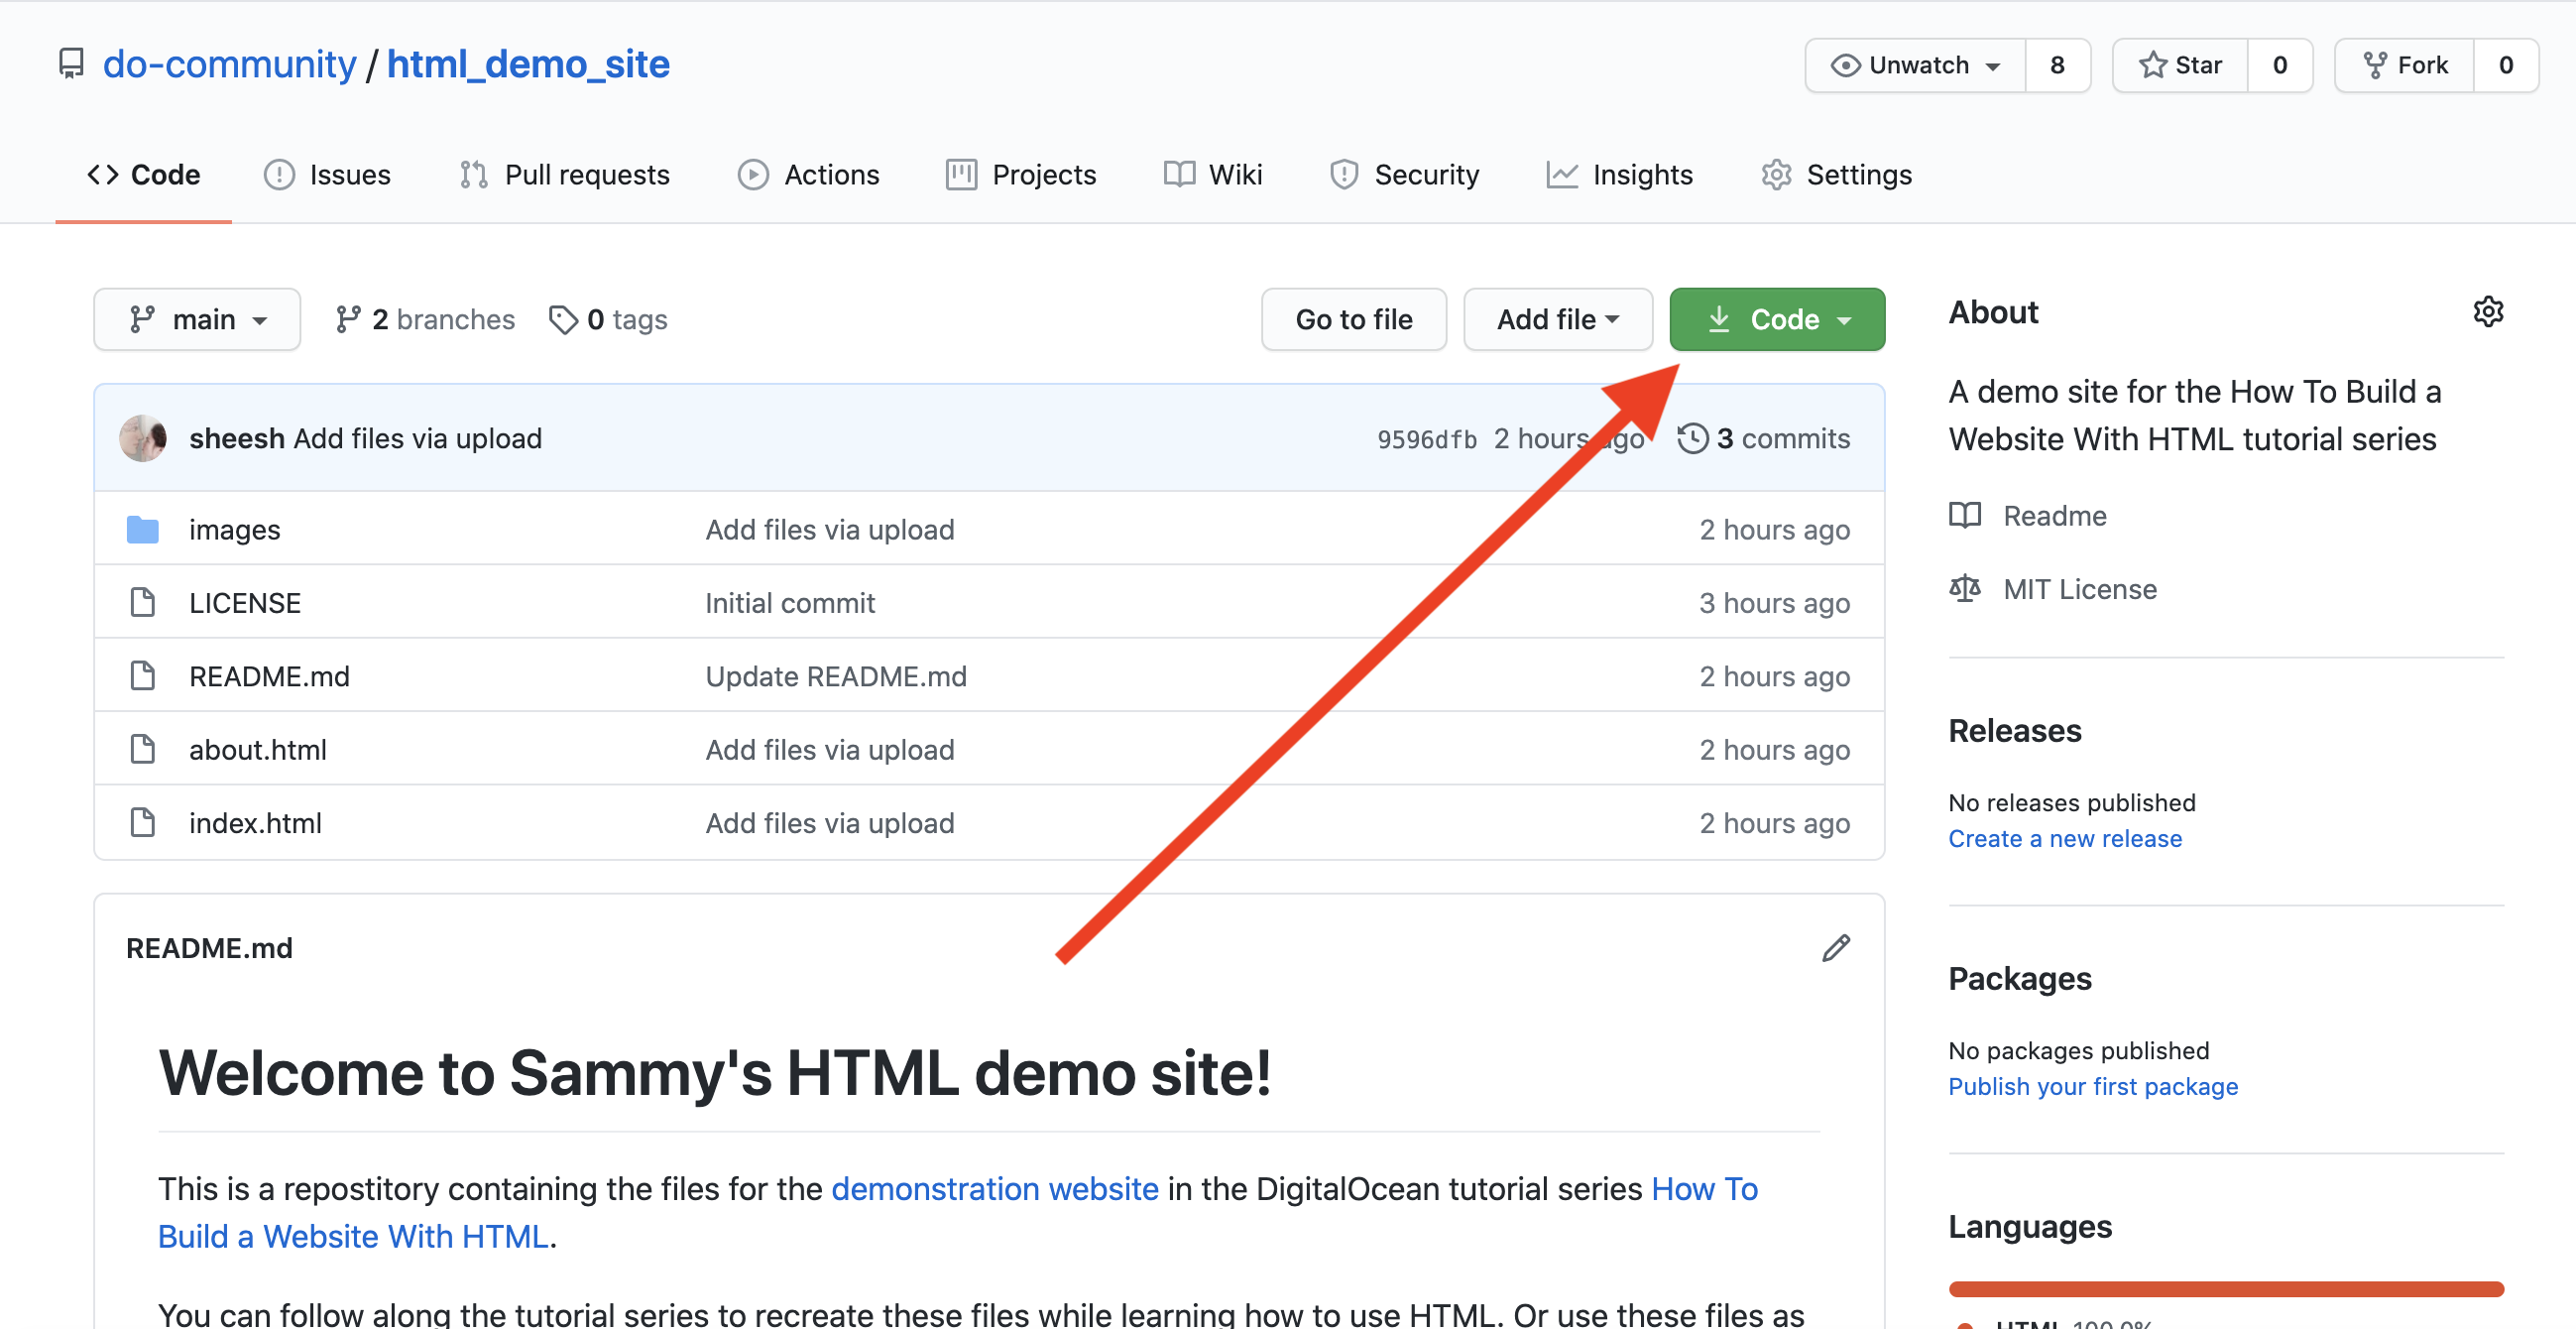 do-community / html_demo_site
Unwatch 8 Star 0 Fork 0
Code Issues Pull requests Actions Projects Wiki Security Insights Settings
main 2 branches 0 tags Go to file Add file Code
sheesh Add files via upload 9596dfb 2 hours ago 3 commits
images Add files via upload 2 hours ago
LICENSE Initial commit 3 hours ago
README.md Update README.md 2 hours ago
about.html Add files via upload 2 hours ago
index.html Add files via upload 2 hours ago
README.md
Welcome to Sammy's HTML demo site!
This is a repostitory containing the files for the demonstration website in the DigitalOcean tutorial series How To
Build a Website With HTML.
You can follow along the tutorial series to recreate these files while learning how to use HTML. Or use these files as
About
A demo site for the How To Build a
Website With HTML tutorial series
Readme
MIT License
Releases
No releases published
Create a new release
Packages
No packages published
Publish your first package
Languages
HTML 100.0%